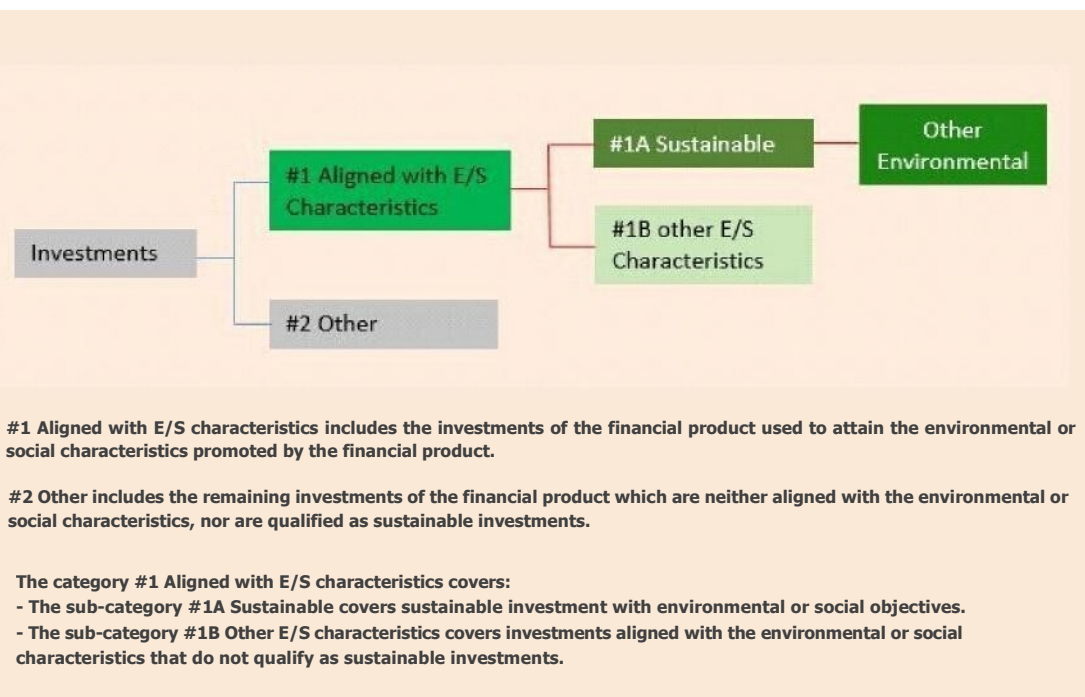 Investments
#1 Aligned with E/S
Characteristics
#2 Other
#1A Sustainable
#1B other E/S
Characteristics
Other
Environmental
#1 Aligned with E/S characteristics includes the investments of the financial product used to attain the environmental or
social characteristics promoted by the financial product.
#2 Other includes the remaining investments of the financial product which are neither aligned with the environmental or
social characteristics, nor are qualified as sustainable investments.
The category #1 Aligned with E/S characteristics covers:
- The sub-category #1A Sustainable covers sustainable investment with environmental or social objectives.
- The sub-category #1B Other E/S characteristics covers investments aligned with the environmental or social
characteristics that do not qualify as sustainable investments.